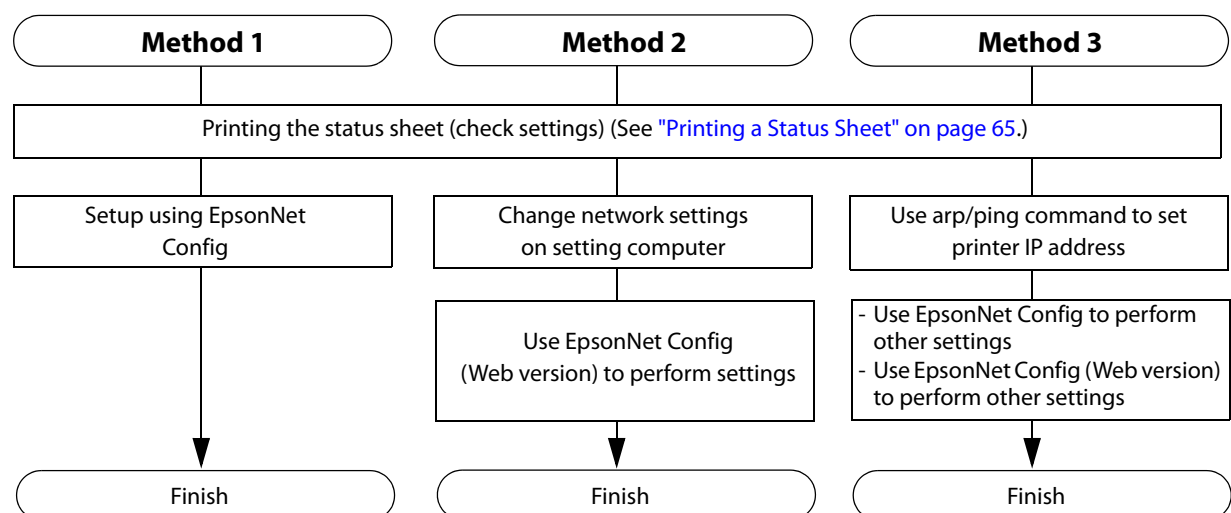 Method 1
Method 2
Method 3
Printing the status sheet (check settings) (See "Printing a Status Sheet" on page 65.)
Setup using EpsonNet
Config
Change network settings
on setting computer
Use arp/ping command to set
printer IP address
Use EpsonNet Config
(Web version) to perform settings
- Use EpsonNet Config to perform
other settings
- Use EpsonNet Config (Web version)
to perform other settings
Finish
Finish
Finish